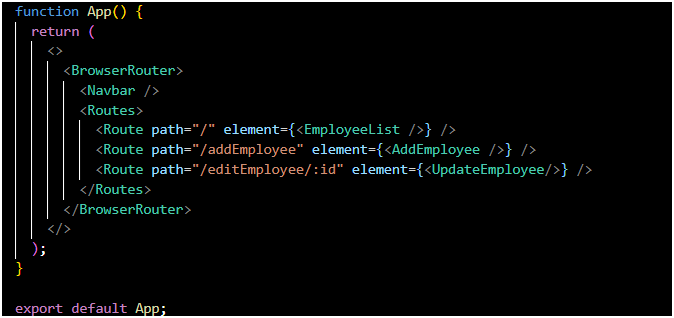 function App() {
  return (
    <>
      <BrowserRouter>
        <Navbar />
        <Routes>
          <Route path="/" element={<EmployeeList />} />
          <Route path="/addEmployee" element={<AddEmployee />} />
          <Route path="/editEmployee/:id" element={<UpdateEmployee/>} />
        </Routes>
      </BrowserRouter>
    </>
  );
}

export default App;